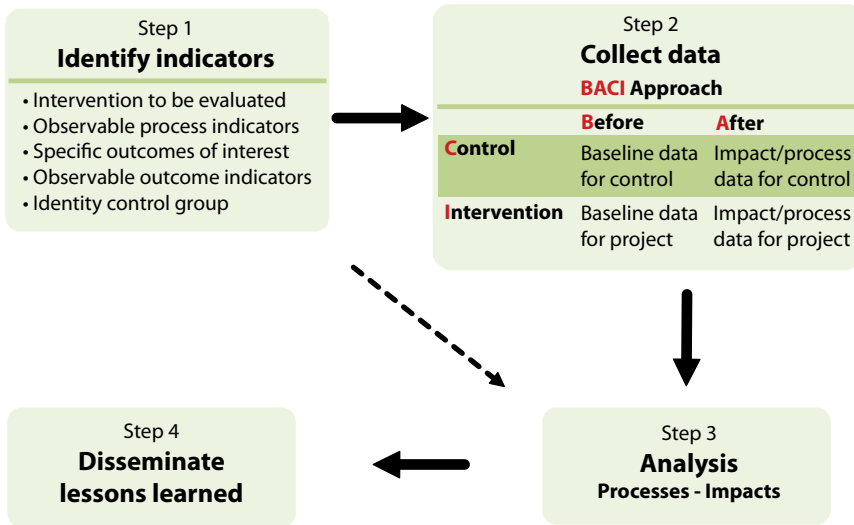 Step 1
Identify indicators
• Intervention to be evaluated
• Observable process indicators
• Specific outcomes of interest
• Observable outcome indicators
• Identity control group
Step 2
Collect data
BACI Approach
Before After
Control Baseline data Impact/process
for control data for control
Intervention Baseline data Impact/process
for project data for project
Step 3
Analysis
Processes - Impacts
Step 4
Disseminate
lessons learned